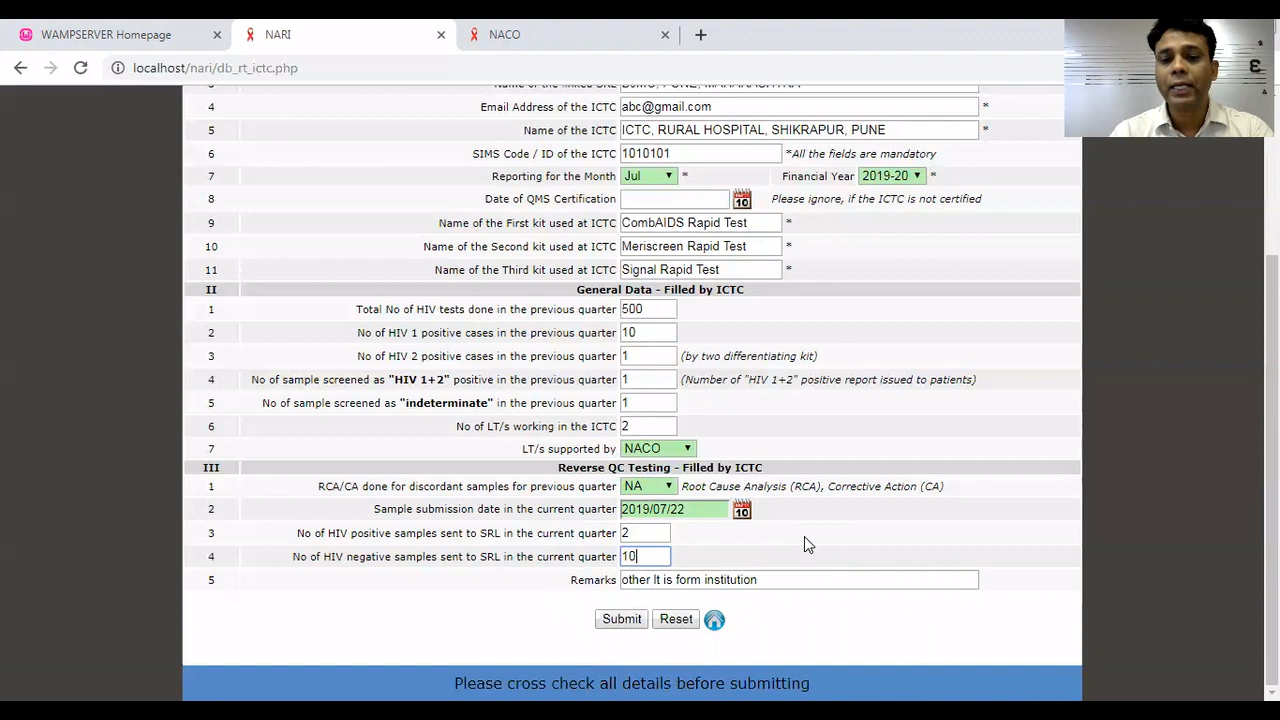 WAMPSERVER Homepage
NARI
NACO
localhost/nari/db_rt_ictc.php
3 Name of the linked SRL BJMC, PUNE, MAHARASHTRA
4 Email Address of the ICTC abc@gmail.com *
5 Name of the ICTC ICTC, RURAL HOSPITAL, SHIKRAPUR, PUNE *
6 SIMS Code / ID of the ICTC 1010101 *All the fields are mandatory
7 Reporting for the Month Jul * Financial Year 2019-20 *
8 Date of QMS Certification 10 Please ignore, if the ICTC is not certified
9 Name of the First kit used at ICTC CombAIDS Rapid Test *
10 Name of the Second kit used at ICTC Meriscreen Rapid Test *
11 Name of the Third kit used at ICTC Signal Rapid Test *
II General Data - Filled by ICTC
1 Total No of HIV tests done in the previous quarter 500
2 No of HIV 1 positive cases in the previous quarter 10
3 No of HIV 2 positive cases in the previous quarter 1 (by two differentiating kit)
4 No of sample screened as "HIV 1+2" positive in the previous quarter 1 (Number of "HIV 1+2" positive report issued to patients)
5 No of sample screened as "indeterminate" in the previous quarter 1
6 No of LT/s working in the ICTC 2
7 LT/s supported by NACO
III Reverse QC Testing - Filled by ICTC
1 RCA/CA done for discordant samples for previous quarter NA Root Cause Analysis (RCA), Corrective Action (CA)
2 Sample submission date in the current quarter 2019/07/22 10
3 No of HIV positive samples sent to SRL in the current quarter 2
4 No of HIV negative samples sent to SRL in the current quarter 10
5 Remarks other lt is form institution
Submit Reset
Please cross check all details before submitting